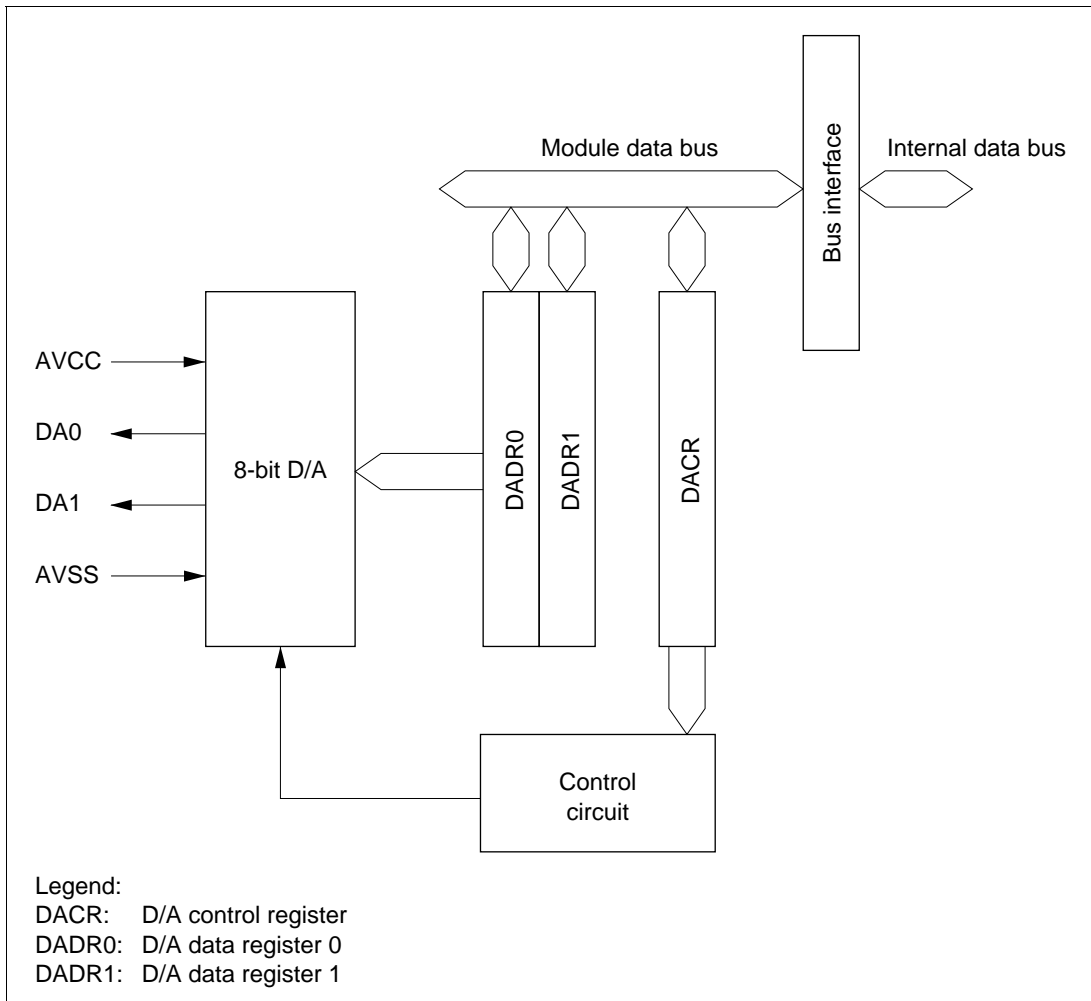 Module data bus
Internal data bus
Bus interface
AVCC
DA0
DA1
AVSS
8-bit D/A
DADR0
DADR1
DACR
Control
circuit
Legend:
DACR: D/A control register
DADR0: D/A data register 0
DADR1: D/A data register 1